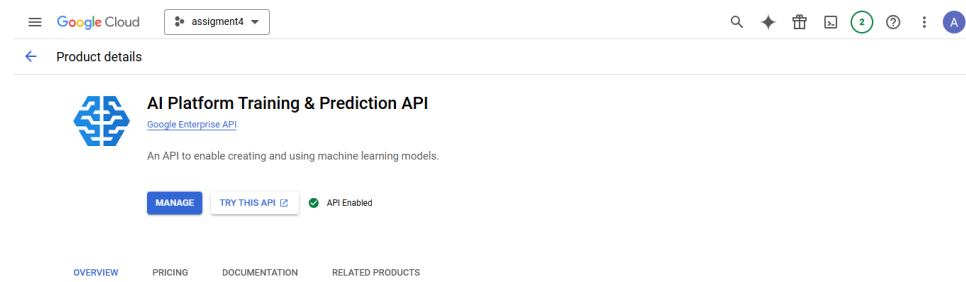 Google Cloud
assigment4
2
A
Product details
AI Platform Training & Prediction API
Google Enterprise API
An API to enable creating and using machine learning models.
MANAGE
TRY THIS API
API Enabled
OVERVIEW
PRICING
DOCUMENTATION
RELATED PRODUCTS